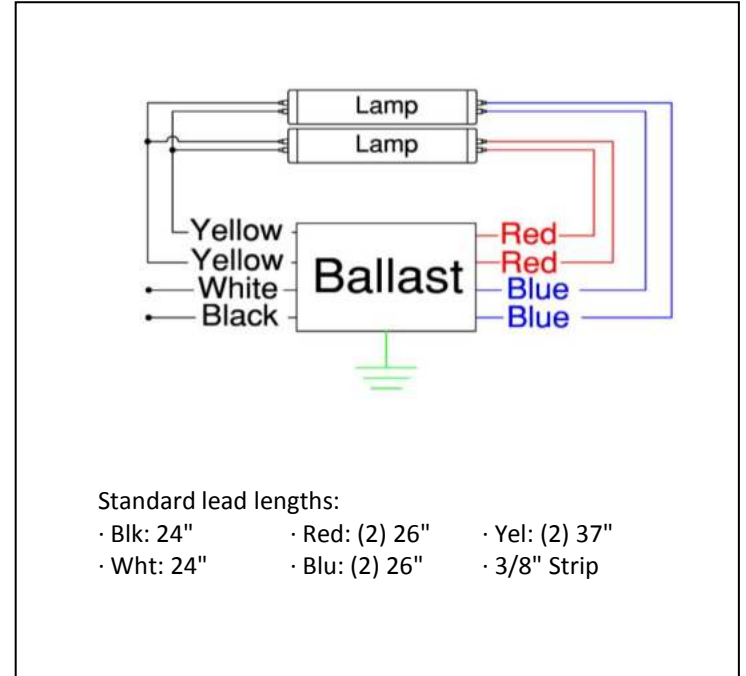 Lamp
Lamp
Yellow
Yellow
White
Black
Ballast
Red
Red
Blue
Blue
Standard lead lengths:
· Blk: 24" · Red: (2) 26" · Yel: (2) 37"
· Wht: 24" · Blu: (2) 26" · 3/8" Strip